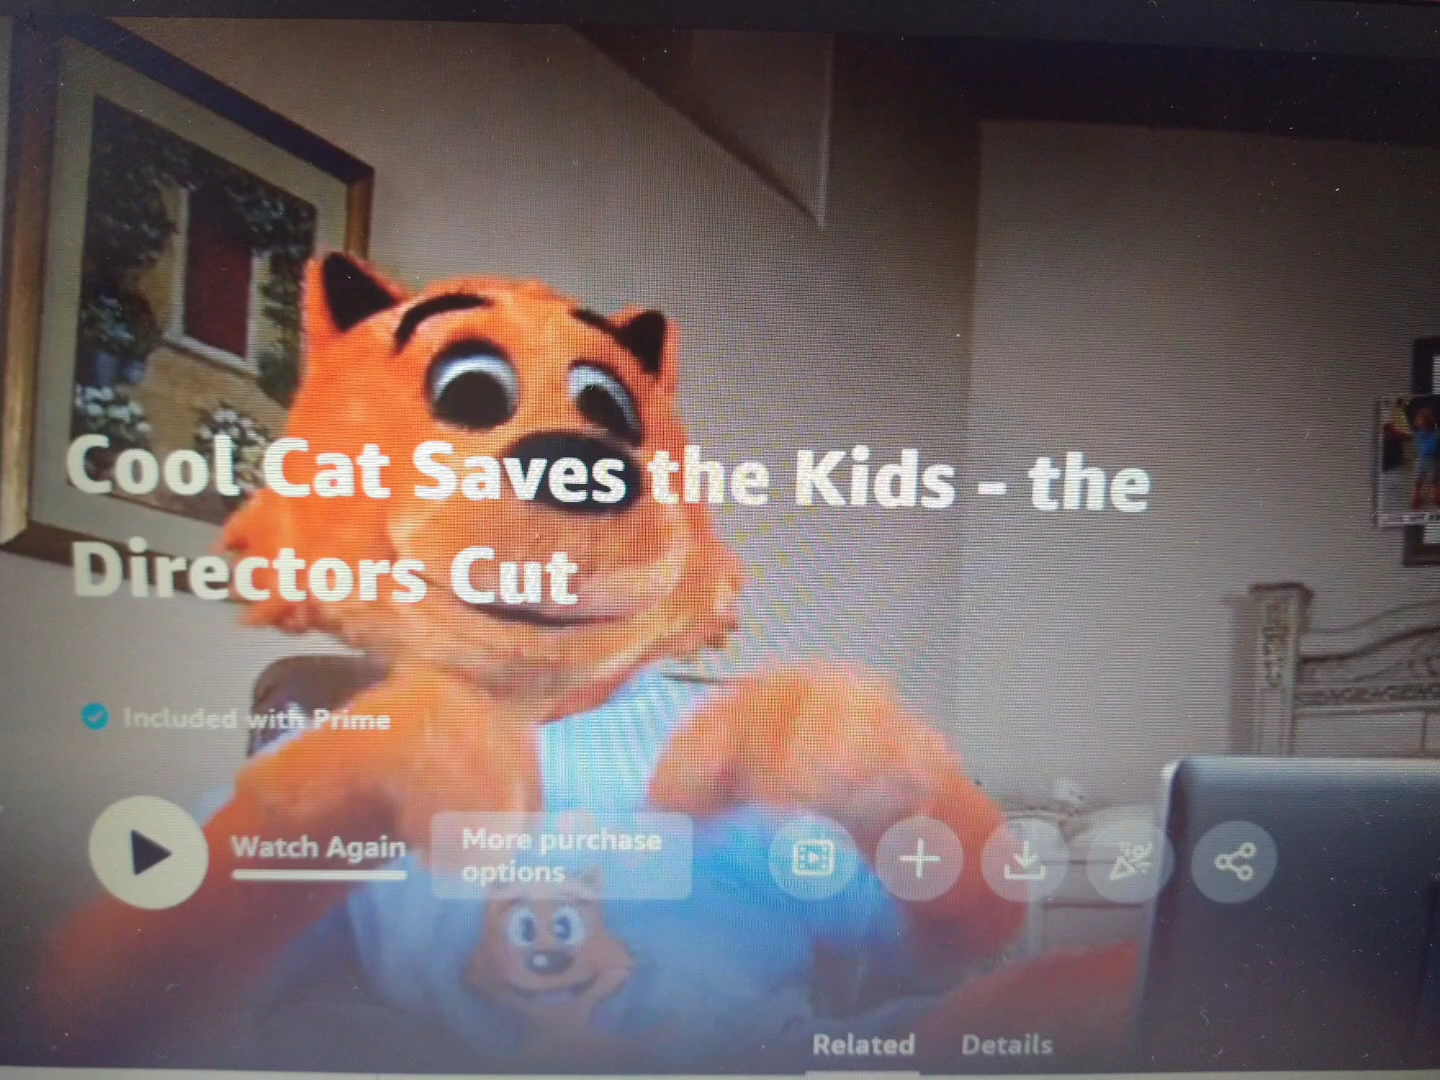 Cool Cat Saves the Kids - the
Directors Cut
Included with Prime
Watch Again
More purchase
options
Related
Details